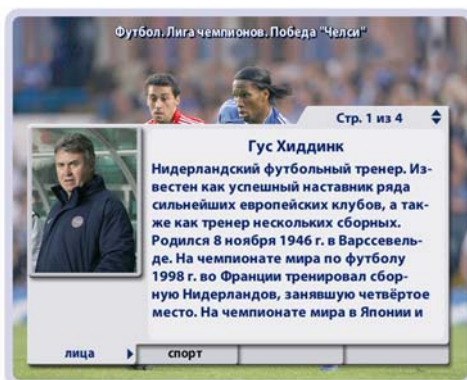 Футбол. Лига чемпионов. Победа "Челси"
Стр. 1 из 4
Гус Хиддинк
Нидерландский футбольный тренер. Из-
вестен как успешный наставник ряда
сильнейших европейских клубов, а так-
же как тренер нескольких сборных.
Родился 8 ноября 1946 г. в Варссевель-
де. На чемпионате мира по футболу
1998 г. во Франции тренировал сбор-
ную Нидерландов, занявшую четвёртое
место. На чемпионате мира в Японии и
лица
спорт